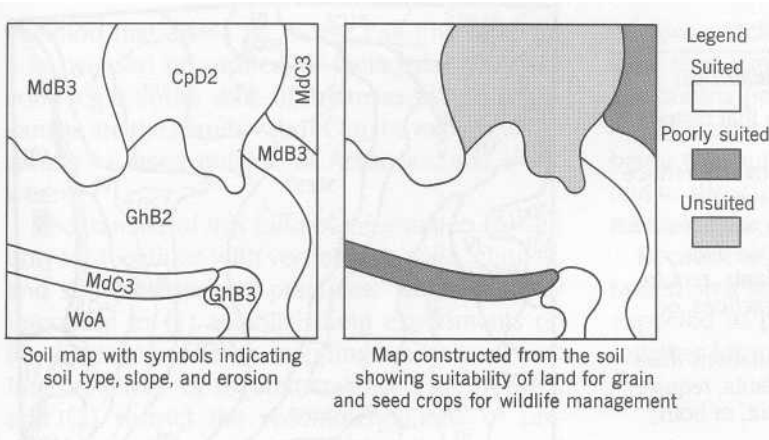 MdB3
CpD2
MdC3
MdB3
GhB2
MdC3
GhB3
WoA
Soil map with symbols indicating
soil type, slope, and erosion
Map constructed from the soil
showing suitability of land for grain
and seed crops for wildlife management
Legend
Suited
Poorly suited
Unsuited